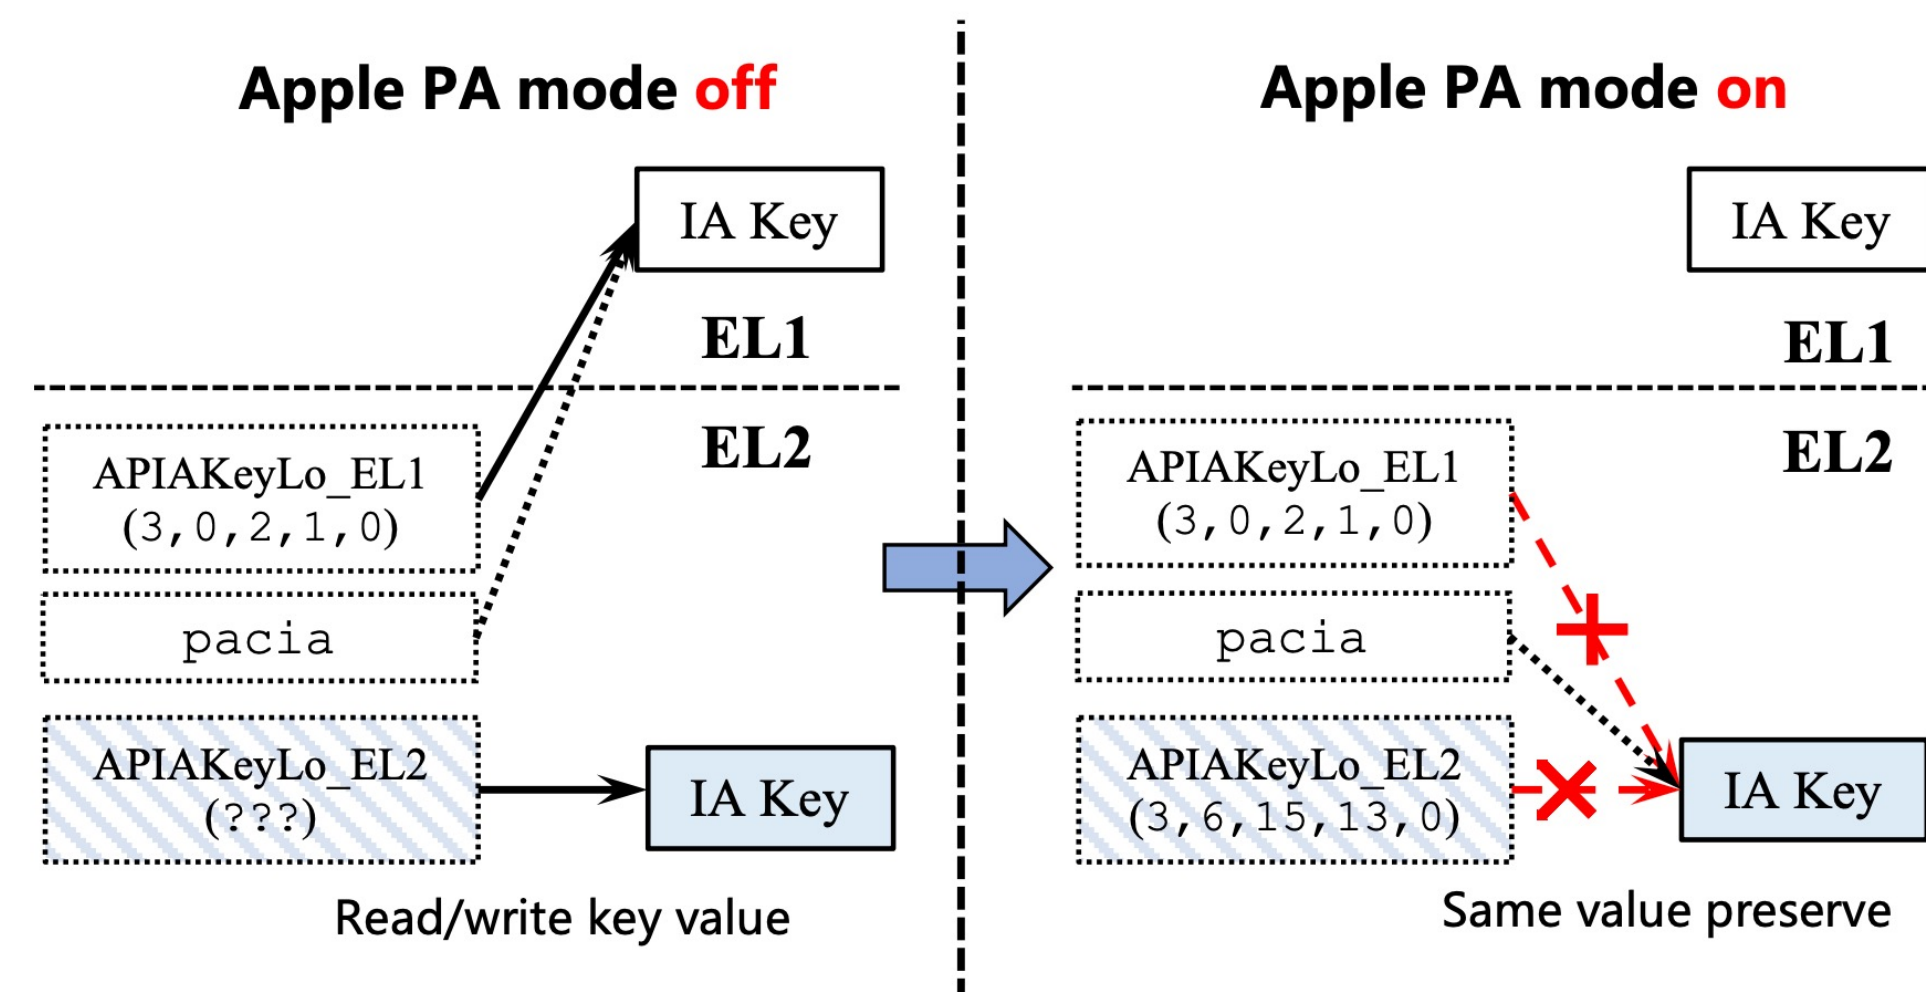 Apple PA mode off
IA Key
EL1
EL2
APIAKeyLo_EL1
(3,0,2,1,0)
pacia
APIAKeyLo_EL2
(???)
IA Key
Read/write key value
Apple PA mode on
IA Key
EL1
EL2
APIAKeyLo_EL1
(3,0,2,1,0)
pacia
APIAKeyLo_EL2
(3,6,15,13,0)
IA Key
Same value preserve